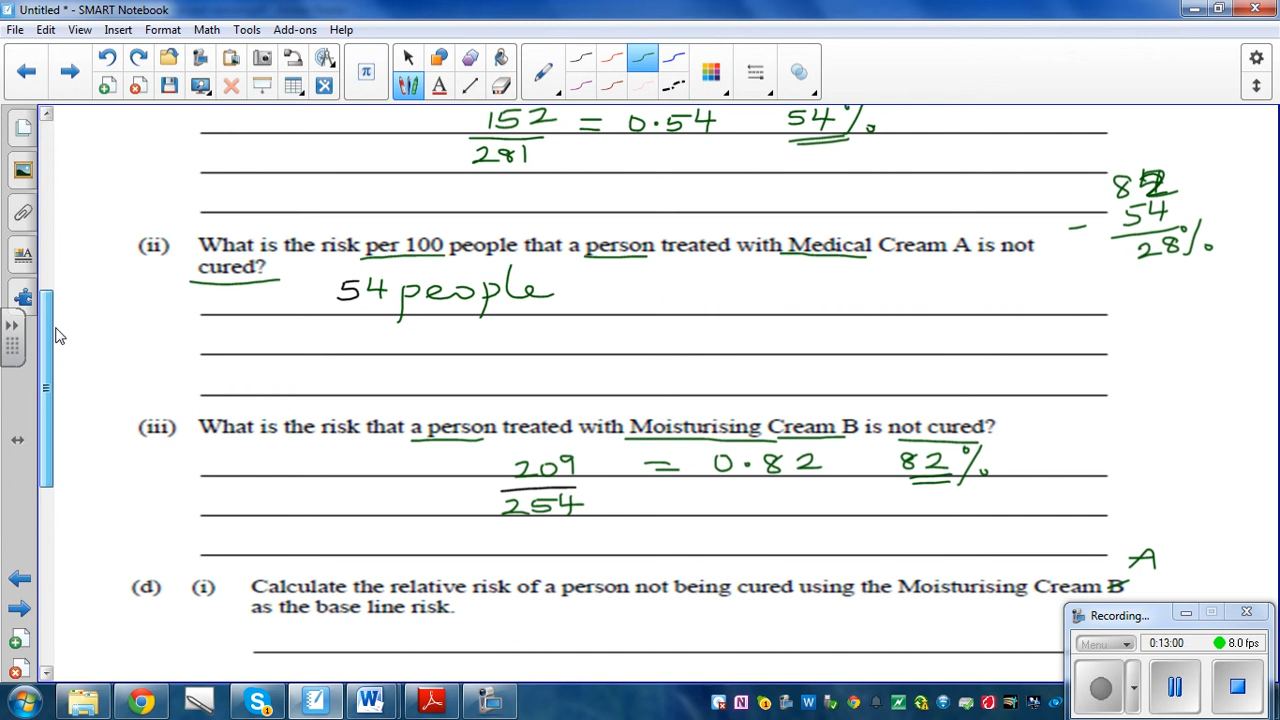 Untitled * - SMART Notebook
File Edit View Insert Format Math Tools Add-ons Help
152 = 0.54 54%
281
82
- 54
28%
(ii) What is the risk per 100 people that a person treated with Medical Cream A is not
cured?
54 people
(iii) What is the risk that a person treated with Moisturising Cream B is not cured?
209 = 0.82 82%
254
A
(d) (i) Calculate the relative risk of a person not being cured using the Moisturising Cream B
as the base line risk.
Recording...
Menu 0:13:00 8.0 fps